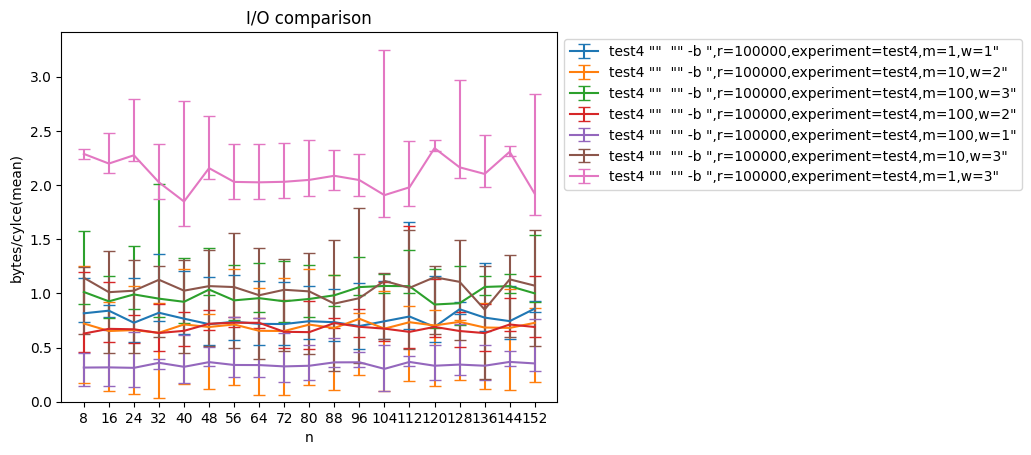 I/O comparison
bytes/cylce(mean)
3.0
2.5
2.0
1.5
1.0
0.5
0.0
8 16 24 32 40 48 56 64 72 80 88 96 104 112 120 128 136 144 152
n
test4 "" "" -b ",r=100000,experiment=test4,m=1,w=1"
test4 "" "" -b ",r=100000,experiment=test4,m=10,w=2"
test4 "" "" -b ",r=100000,experiment=test4,m=100,w=3"
test4 "" "" -b ",r=100000,experiment=test4,m=100,w=2"
test4 "" "" -b ",r=100000,experiment=test4,m=100,w=1"
test4 "" "" -b ",r=100000,experiment=test4,m=10,w=3"
test4 "" "" -b ",r=100000,experiment=test4,m=1,w=3"